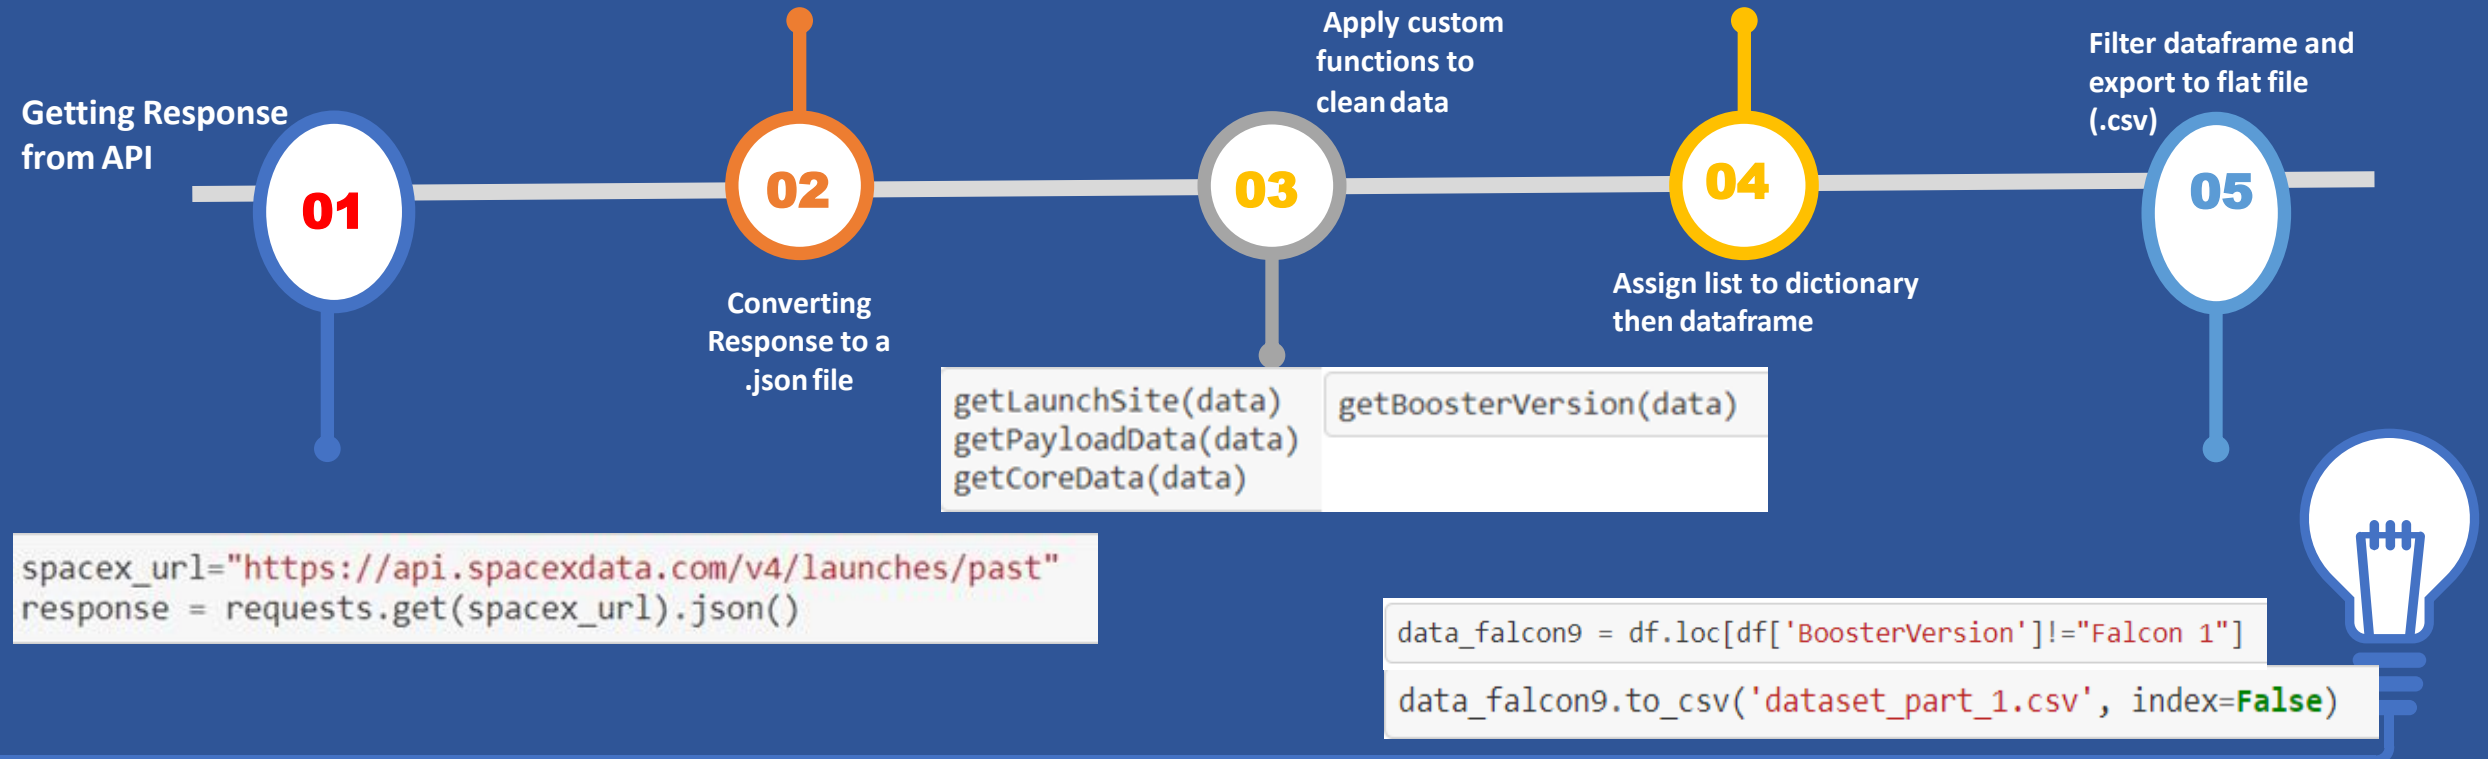 Getting Response
from API
01
02
Converting
Response to a
.json file
Apply custom
functions to
clean data
03
getLaunchSite(data)
getPayloadData(data)
getCoreData(data)
getBoosterVersion(data)
04
Assign list to dictionary
then dataframe
Filter dataframe and
export to flat file
(.csv)
05
spacex_url="https://api.spacexdata.com/v4/launches/past"
response = requests.get(spacex_url).json()
data_falcon9 = df.loc[df['BoosterVersion']!="Falcon 1"]
data_falcon9.to_csv('dataset_part_1.csv', index=False)